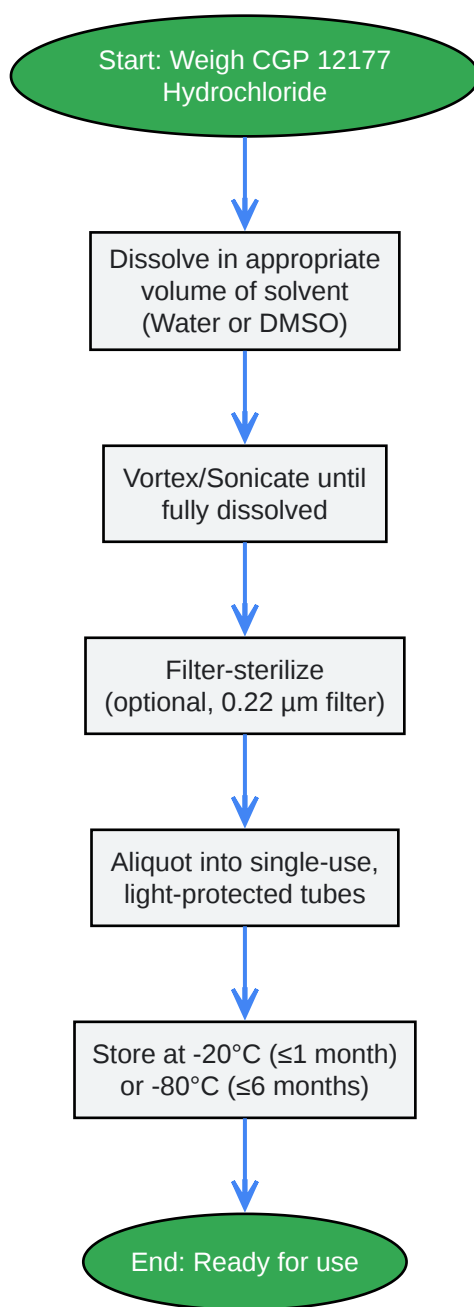 Start: Weigh CGP 12177
Hydrochloride
Dissolve in appropriate
volume of solvent
(Water or DMSO)
Vortex/Sonicate until
fully dissolved
Filter-sterilize
(optional, 0.22 µm filter)
Aliquot into single-use,
light-protected tubes
Store at -20°C (≤1 month)
or -80°C (≤6 months)
End: Ready for use